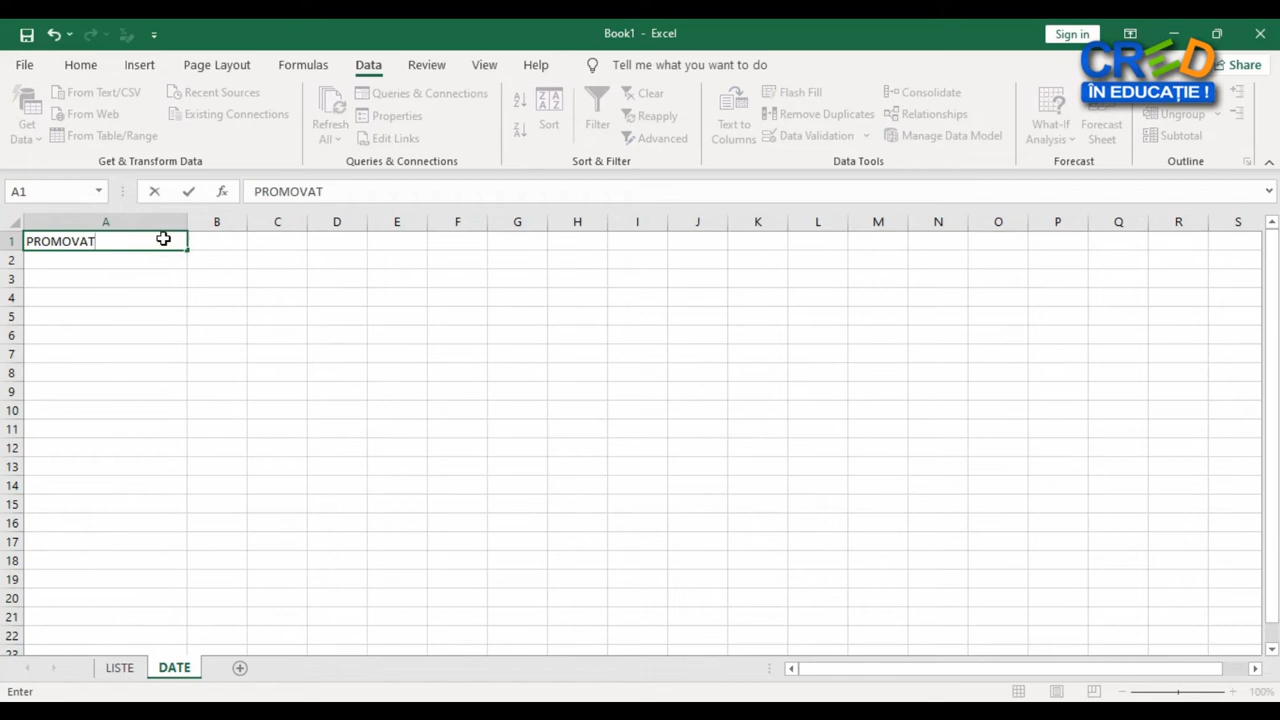 Book1 - Excel
Sign in
CRED
ÎN EDUCAȚIE !
File Home Insert Page Layout Formulas Data Review View Help Tell me what you want to do Share
Get Data
From Text/CSV
From Web
From Table/Range
Recent Sources
Existing Connections
Get & Transform Data
Refresh All
Queries & Connections
Properties
Edit Links
Queries & Connections
Sort
Filter
Clear
Reapply
Advanced
Sort & Filter
Text to Columns
Flash Fill
Remove Duplicates
Data Validation
Consolidate
Relationships
Manage Data Model
Data Tools
What-If Analysis
Forecast Sheet
Forecast
Ungroup
Subtotal
Outline
A1 fx PROMOVAT
A B C D E F G H I J K L M N O P Q R S
1 PROMOVAT
2
3
4
5
6
7
8
9
10
11
12
13
14
15
16
17
18
19
20
21
22
23
LISTE DATE
Enter 100%